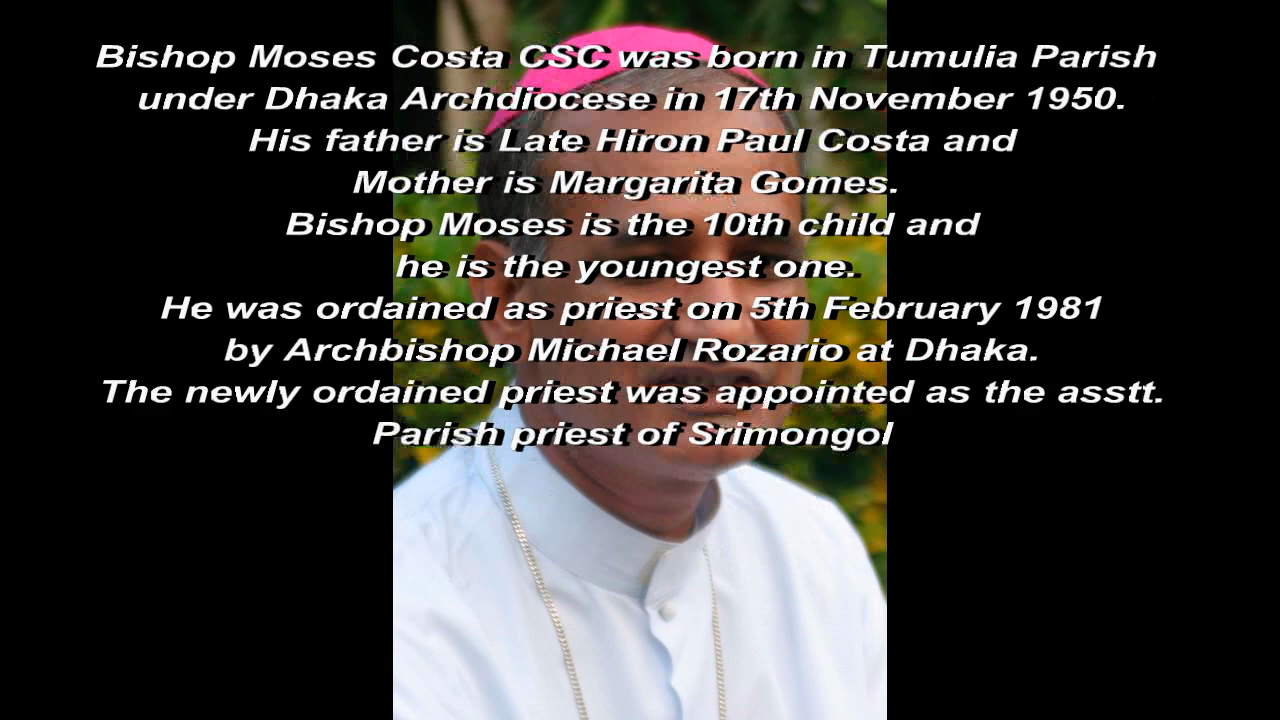 Bishop Moses Costa CSC was born in Tumulia Parish
under Dhaka Archdiocese in 17th November 1950.
His father is Late Hiron Paul Costa and
Mother is Margarita Gomes.
Bishop Moses is the 10th child and
he is the youngest one.
He was ordained as priest on 5th February 1981
by Archbishop Michael Rozario at Dhaka.
The newly ordained priest was appointed as the asstt.
Parish priest of Srimongol